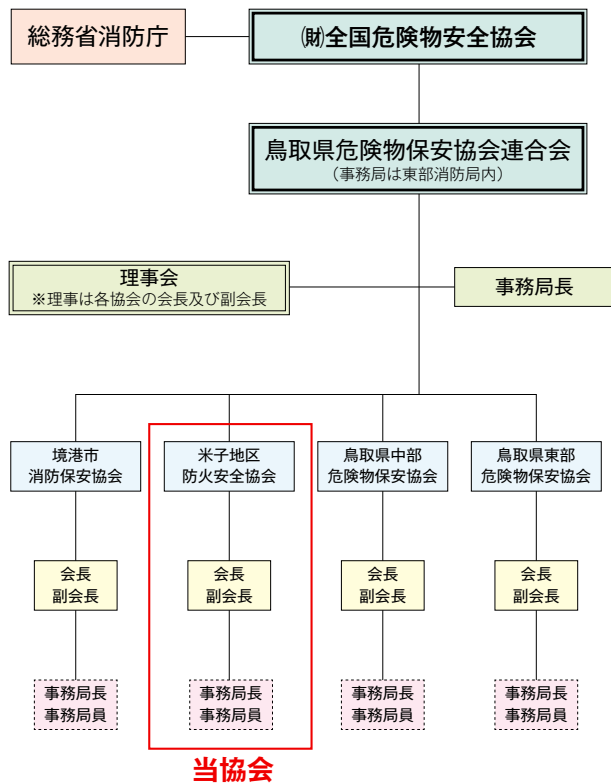 総務省消防庁
㈶全国危険物安全協会
鳥取県危険物保安協会連合会
（事務局は東部消防局内）
理事会
※理事は各協会の会長及び副会長
事務局長
境港市
消防保安協会
米子地区
防火安全協会
鳥取県中部
危険物保安協会
鳥取県東部
危険物保安協会
会長
副会長
会長
副会長
会長
副会長
会長
副会長
事務局長
事務局員
事務局長
事務局員
事務局長
事務局員
事務局長
事務局員
当協会